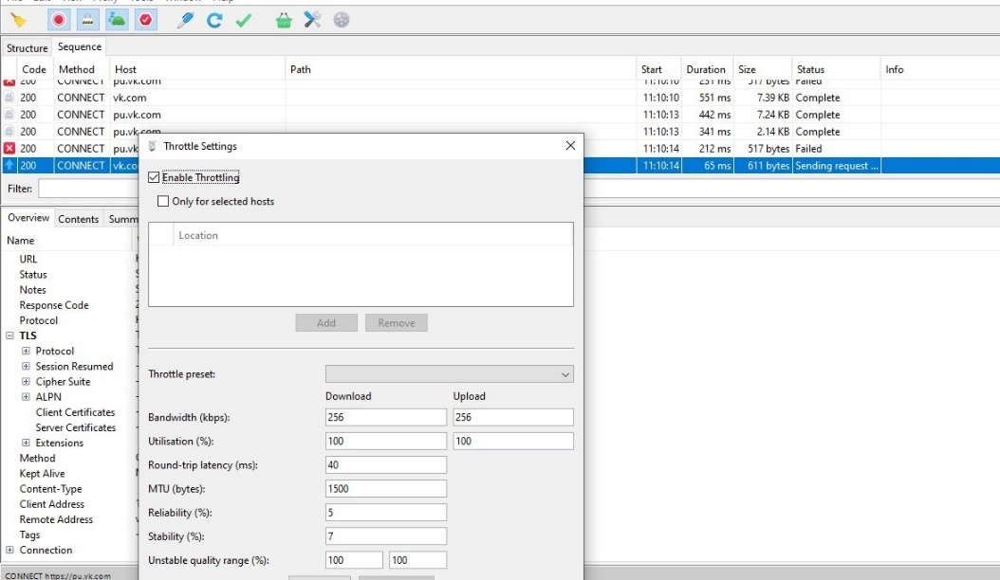 Structure Sequence
Code Method Host Path Start Duration Size Status Info
200 CONNECT pu.vk.com 11:10:10 231 ms 517 bytes Failed
200 CONNECT vk.com 11:10:10 551 ms 7.39 KB Complete
200 CONNECT pu.vk.com 11:10:13 442 ms 7.24 KB Complete
200 CONNECT pu.vk.com 11:10:13 341 ms 2.14 KB Complete
200 CONNECT pu.vk 11:10:14 212 ms 517 bytes Failed
200 CONNECT vk.co 11:10:14 65 ms 611 bytes Sending request ...
Filter:
Overview Contents Summ
Name
URL
Status
Notes
Response Code
Protocol
TLS
Protocol
Session Resumed
Cipher Suite
ALPN
Client Certificates
Server Certificates
Extensions
Method
Kept Alive
Content-Type
Client Address
Remote Address
Tags
Connection
CONNECT https://pu.vk.com
Throttle Settings
Enable Throttling
Only for selected hosts
Location
Add Remove
Throttle preset:
Download Upload
Bandwidth (kbps): 256 256
Utilisation (%): 100 100
Round-trip latency (ms): 40
MTU (bytes): 1500
Reliability (%): 5
Stability (%): 7
Unstable quality range (%): 100 100